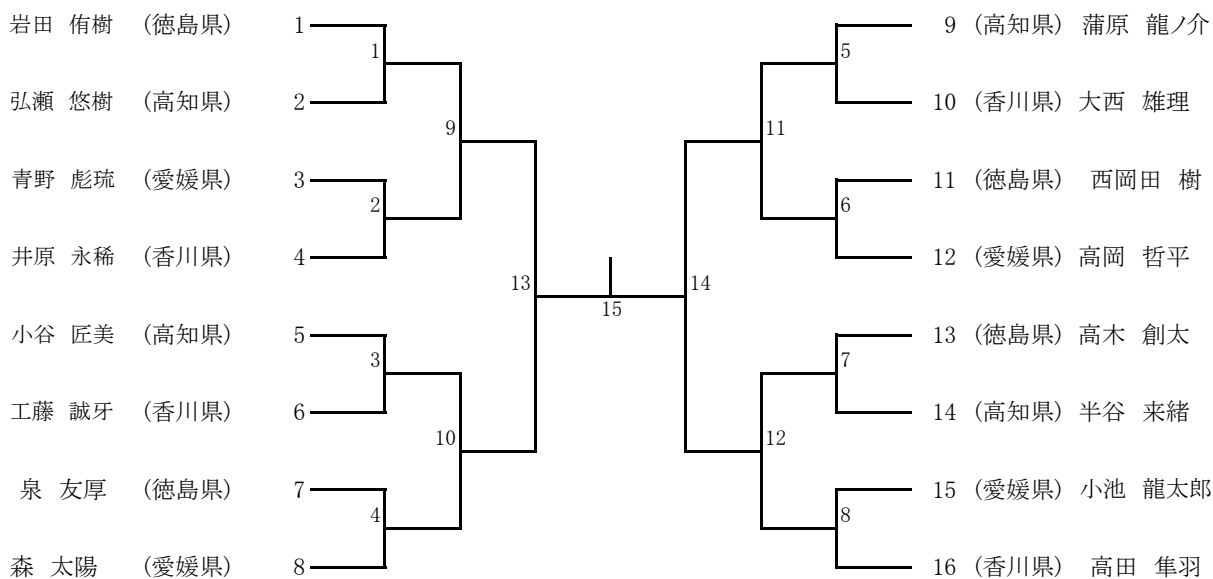 岩田 侑樹 (徳島県) 1
1
弘瀬 悠樹 (高知県) 2
9
青野 彪琉 (愛媛県) 3
2
井原 永稀 (香川県) 4
13
小谷 匠美 (高知県) 5
3
工藤 誠牙 (香川県) 6
10
泉 友厚 (徳島県) 7
4
森 太陽 (愛媛県) 8
15
9 (高知県) 蒲原 龍ノ介
5
10 (香川県) 大西 雄理
11
11 (徳島県) 西岡田 樹
6
12 (愛媛県) 高岡 哲平
14
13 (徳島県) 高木 創太
7
14 (高知県) 半谷 来緒
12
15 (愛媛県) 小池 龍太郎
8
16 (香川県) 高田 隼羽